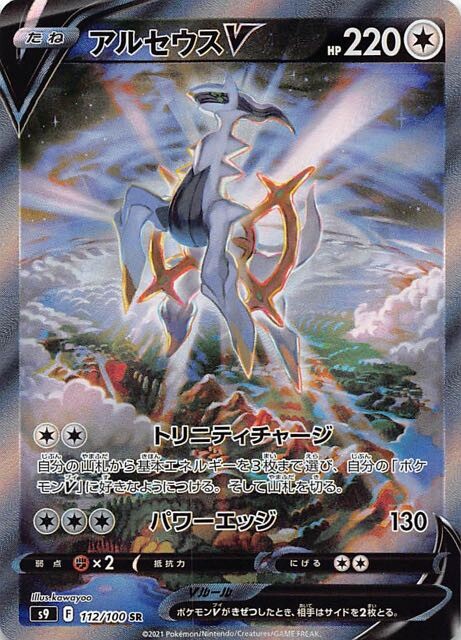 たね アルセウスV HP 220
トリニティチャージ
自分の山札から基本エネルギーを3枚まで選び、自分の「ポケ
モンV」に好きなようにつける。そして山札を切る。
パワーエッジ 130
弱点 ×2 抵抗力 にげる
Illus.kawayoo
Vルール
s9 F 112/100 SR ポケモンVがきぜつしたとき、相手はサイドを2枚とる。
©2021 Pokémon/Nintendo/Creatures/GAME FREAK.